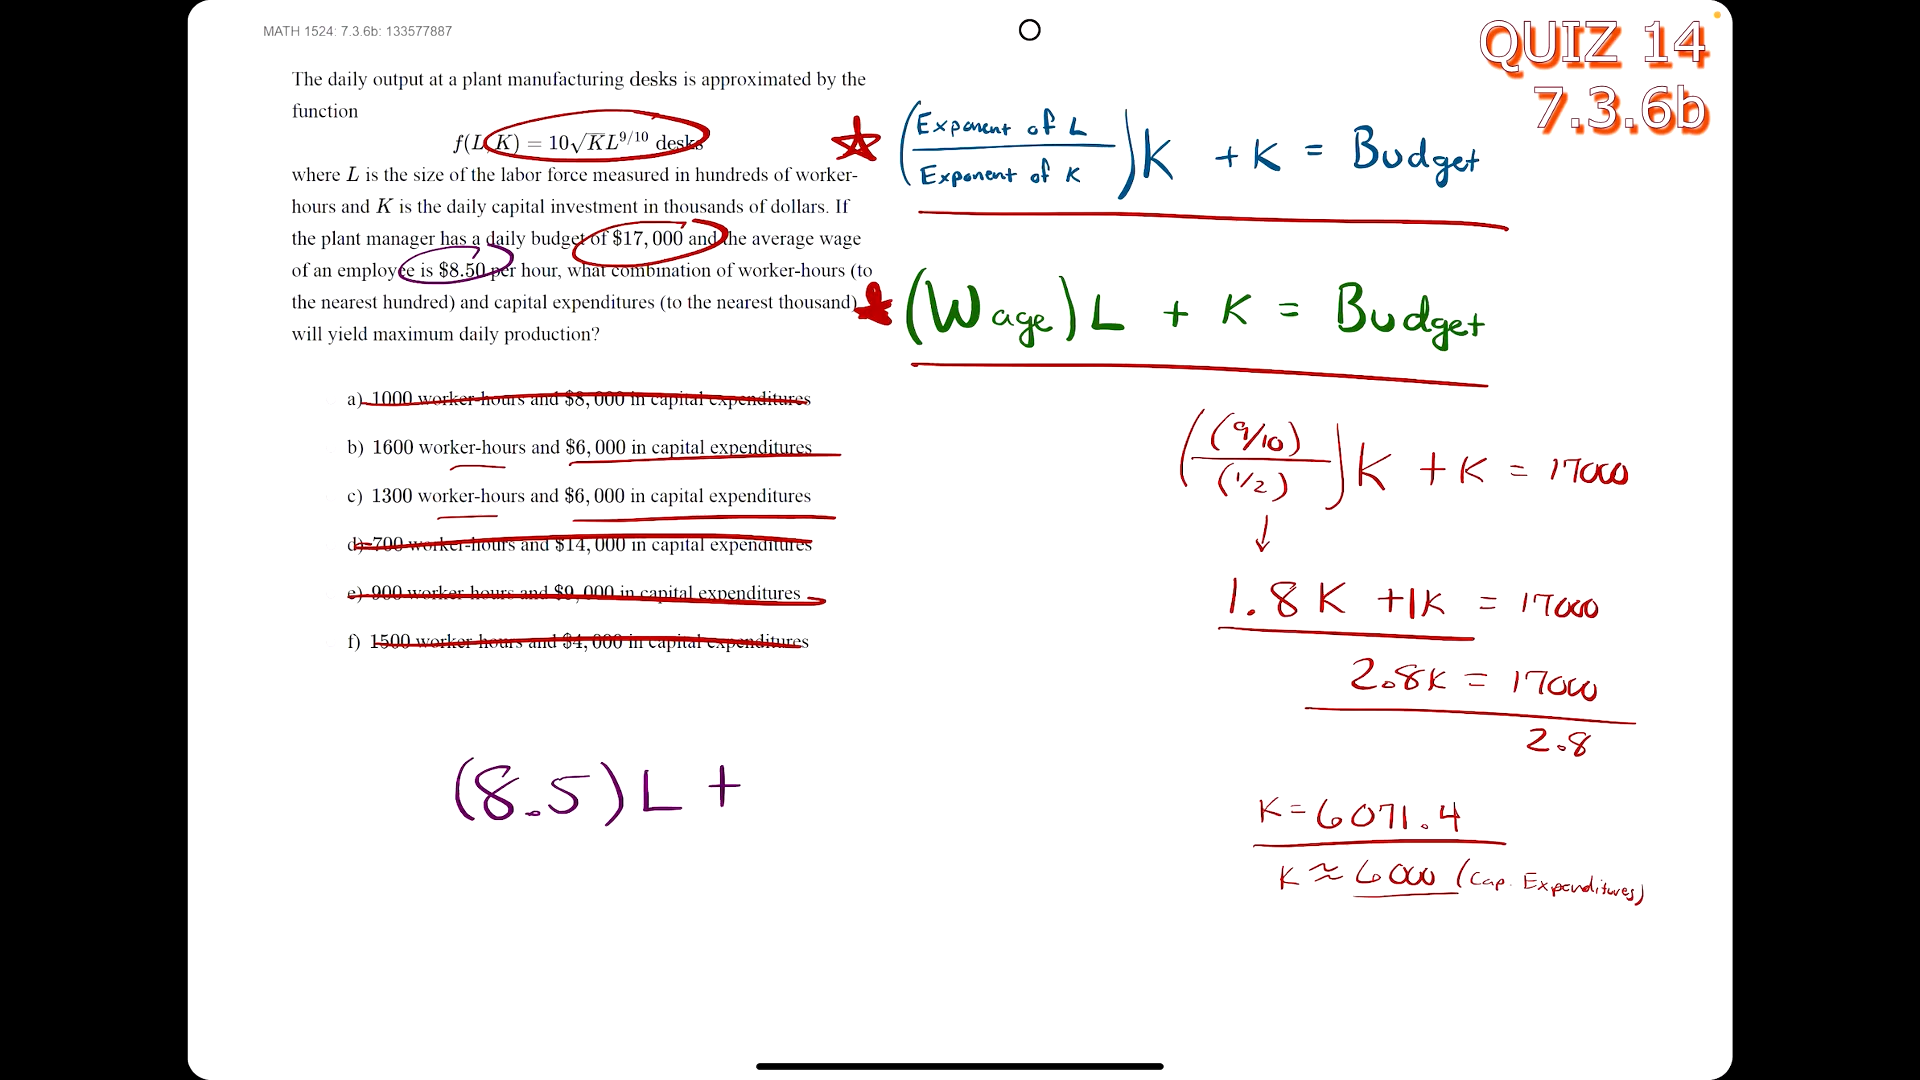 MATH 1524: 7.3.6b: 133577887
QUIZ 14
7.3.6b
The daily output at a plant manufacturing desks is approximated by the
function
f(L, K) = 10√K L^9/10 desks
where L is the size of the labor force measured in hundreds of worker-
hours and K is the daily capital investment in thousands of dollars. If
the plant manager has a daily budget of $17,000 and the average wage
of an employee is $8.50 per hour, what combination of worker-hours (to
the nearest hundred) and capital expenditures (to the nearest thousand)
will yield maximum daily production?
a) 1000 worker-hours and $8,000 in capital expenditures
b) 1600 worker-hours and $6,000 in capital expenditures
c) 1300 worker-hours and $6,000 in capital expenditures
d) 700 worker-hours and $14,000 in capital expenditures
e) 900 worker-hours and $9,000 in capital expenditures
f) 1500 worker-hours and $4,000 in capital expenditures
(8.5)L +
(Exponent of L / Exponent of K) K + K = Budget
(Wage)L + K = Budget
((9/10) / (1/2)) K + K = 17000
↓
1.8K + 1K = 17000
2.8K = 17000
2.8
K = 6071.4
K ≈ 6000 (Cap. Expenditures)